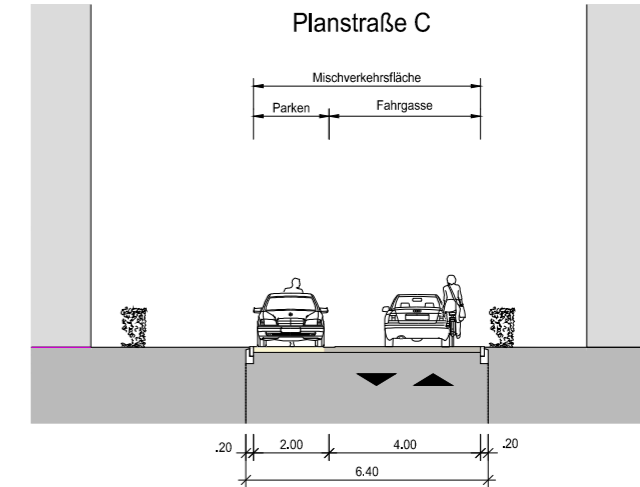 Planstraße C
Mischverkehrsfläche
Parken Fahrgasse
.20 2.00 4.00 .20
6.40